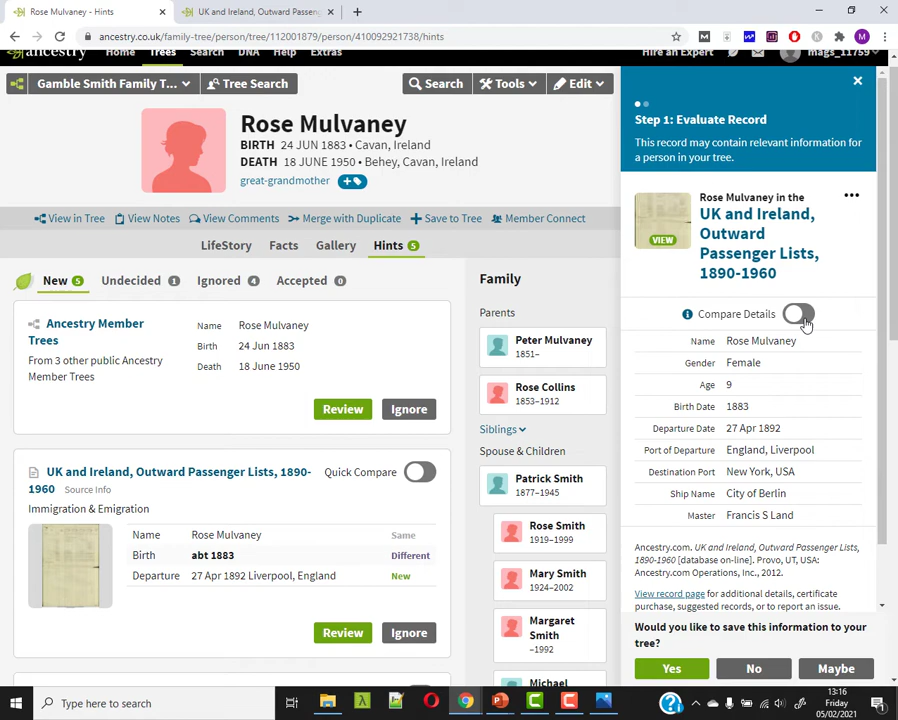 Rose Mulvaney - Hints
UK and Ireland, Outward Passenge
ancestry.co.uk/family-tree/person/tree/112001879/person/410092921738/hints
ancestry Home Trees Search DNA Help Extras Hire an Expert mags_11759
Gamble Smith Family T... Tree Search Search Tools Edit
Rose Mulvaney
BIRTH 24 JUN 1883 • Cavan, Ireland
DEATH 18 JUNE 1950 • Behey, Cavan, Ireland
great-grandmother
View in Tree View Notes View Comments Merge with Duplicate Save to Tree Member Connect
LifeStory Facts Gallery Hints 5
New 5 Undecided 1 Ignored 4 Accepted 0
Ancestry Member
Trees
From 3 other public Ancestry
Member Trees
Name Rose Mulvaney
Birth 24 Jun 1883
Death 18 June 1950
Review Ignore
UK and Ireland, Outward Passenger Lists, 1890-
1960 Source Info
Quick Compare
Immigration & Emigration
Name Rose Mulvaney Same
Birth abt 1883 Different
Departure 27 Apr 1892 Liverpool, England New
Review Ignore
Family
Parents
Peter Mulvaney
1851–
Rose Collins
1853–1912
Siblings
Spouse & Children
Patrick Smith
1877–1945
Rose Smith
1919–1999
Mary Smith
1924–2002
Margaret
Smith
–1992
Michael
Step 1: Evaluate Record
This record may contain relevant information for
a person in your tree.
VIEW
Rose Mulvaney in the
UK and Ireland,
Outward
Passenger Lists,
1890-1960
Compare Details
Name Rose Mulvaney
Gender Female
Age 9
Birth Date 1883
Departure Date 27 Apr 1892
Port of Departure England, Liverpool
Destination Port New York, USA
Ship Name City of Berlin
Master Francis S Land
Ancestry.com. UK and Ireland, Outward Passenger Lists,
1890-1960 [database on-line]. Provo, UT, USA:
Ancestry.com Operations, Inc., 2012.
View record page for additional details, certificate
purchase, suggested records, or to report an issue.
Would you like to save this information to your
tree?
Yes No Maybe
Type here to search
13:16
Friday
05/02/2021